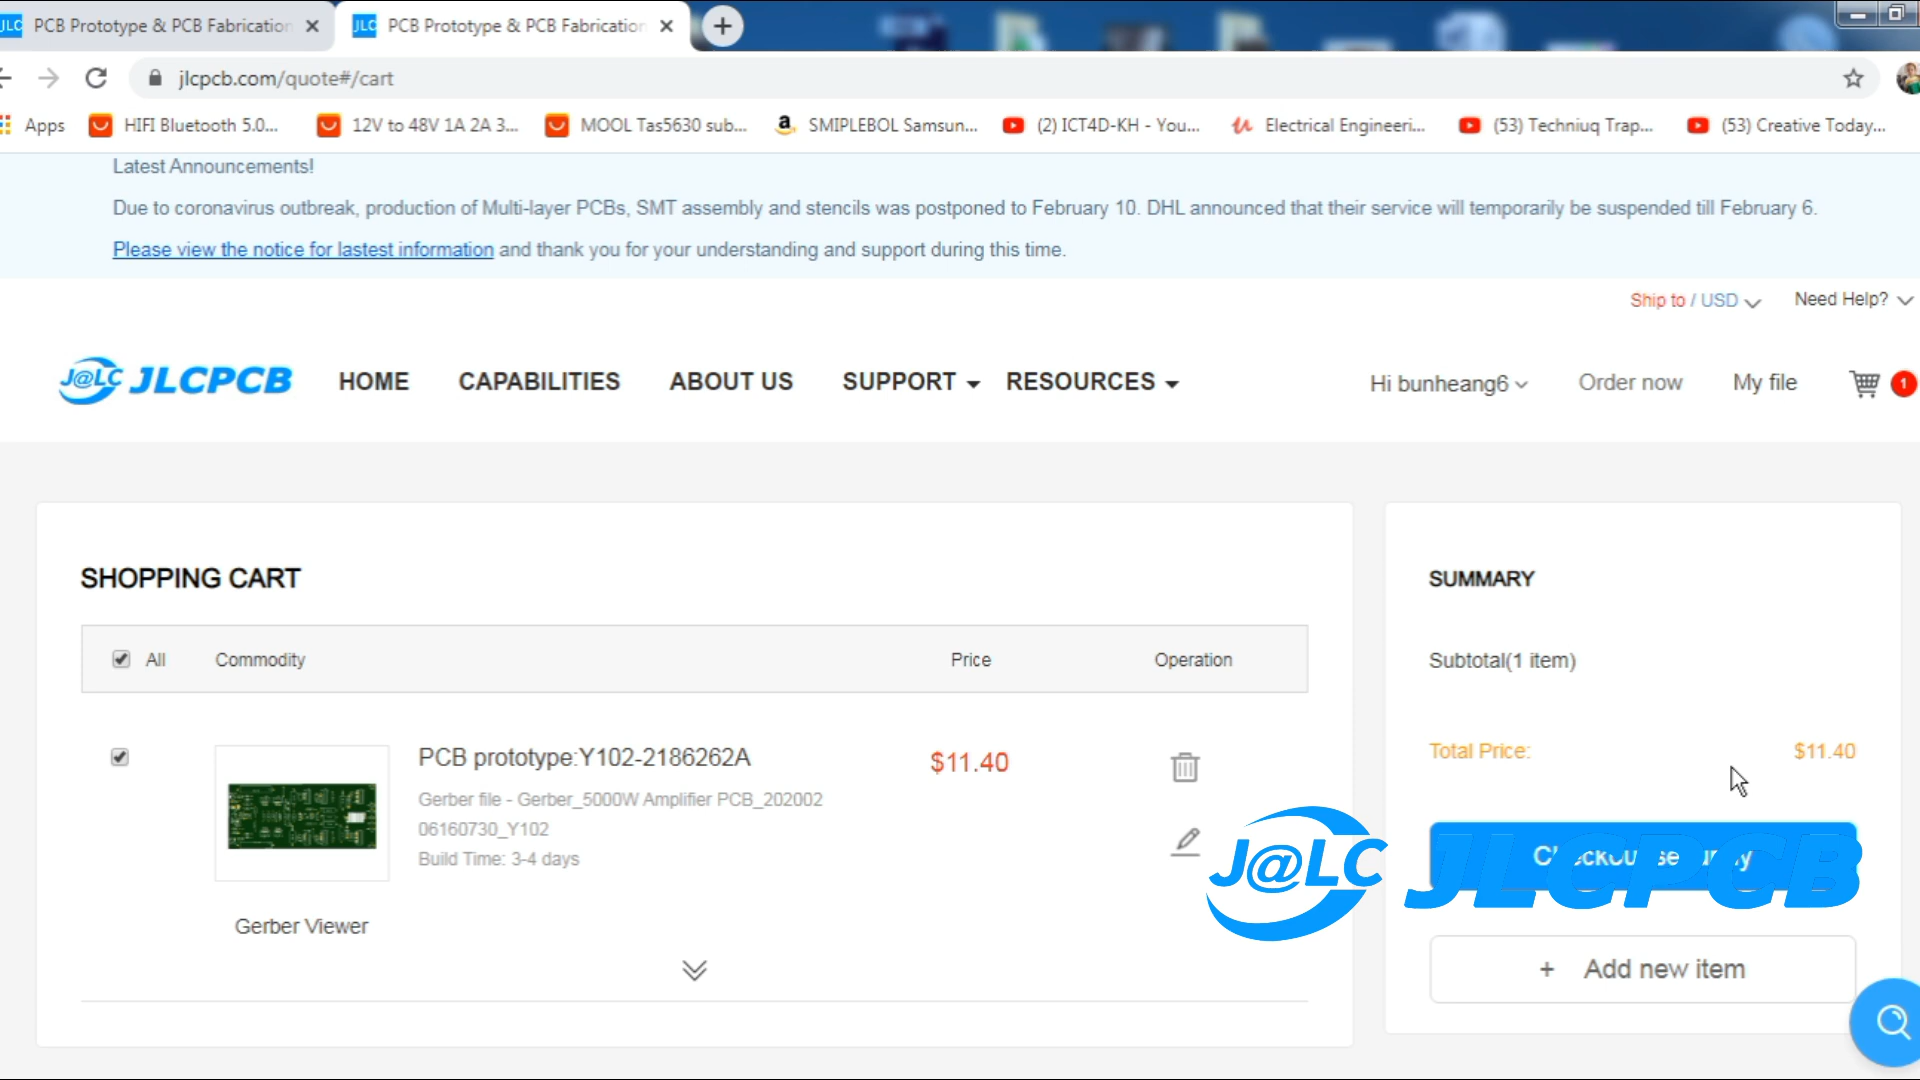 JLC PCB Prototype & PCB Fabrication
JLC PCB Prototype & PCB Fabrication
jlcpcb.com/quote#/cart
Apps
HIFI Bluetooth 5.0...
12V to 48V 1A 2A 3...
MOOL Tas5630 sub...
SMIPLEBOL Samsun...
(2) ICT4D-KH - You...
Electrical Engineeri...
(53) Techniuq Trap...
(53) Creative Today...
Latest Announcements!
Due to coronavirus outbreak, production of Multi-layer PCBs, SMT assembly and stencils was postponed to February 10. DHL announced that their service will temporarily be suspended till February 6.
Please view the notice for lastest information and thank you for your understanding and support during this time.
Ship to / USD
Need Help?
J@LC JLCPCB
HOME
CAPABILITIES
ABOUT US
SUPPORT
RESOURCES
Hi bunheang6
Order now
My file
1
SHOPPING CART
All
Commodity
Price
Operation
PCB prototype:Y102-2186262A
$11.40
Gerber file - Gerber_5000W Amplifier PCB_202002
06160730_Y102
Build Time: 3-4 days
Gerber Viewer
SUMMARY
Subtotal(1 item)
Total Price:
$11.40
J@LC JLCPCB
+ Add new item